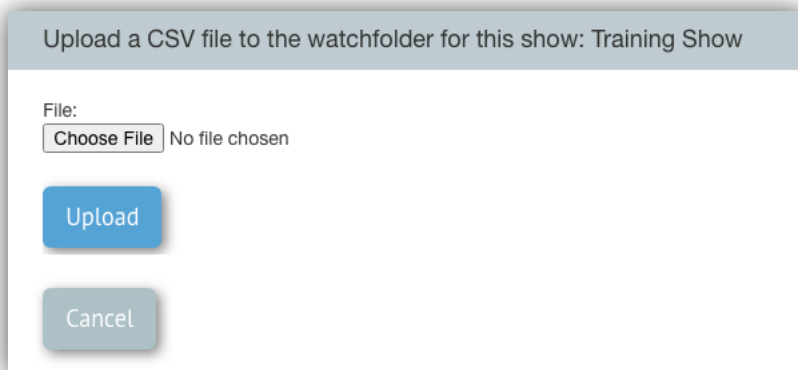 Upload a CSV file to the watchfolder for this show: Training Show
File:
Choose File No file chosen
Upload
Cancel